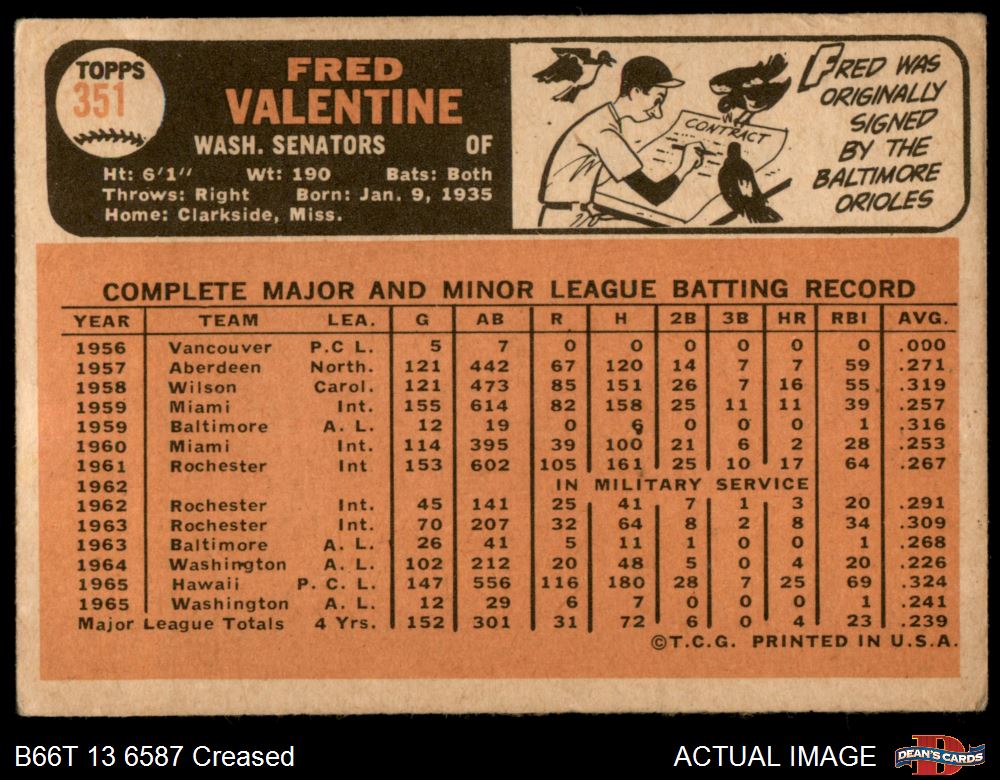 TOPPS
351
FRED
VALENTINE
WASH. SENATORS OF
Ht: 6'1" Wt: 190 Bats: Both
Throws: Right Born: Jan. 9, 1935
Home: Clarkside, Miss.
CONTRACT
FRED WAS
ORIGINALLY
SIGNED
BY THE
BALTIMORE
ORIOLES
COMPLETE MAJOR AND MINOR LEAGUE BATTING RECORD
YEAR TEAM LEA. G AB R H 2B 3B HR RBI AVG.
1956 Vancouver P.C L. 5 7 0 0 0 0 0 0 .000
1957 Aberdeen North. 121 442 67 120 14 7 7 59 .271
1958 Wilson Carol. 121 473 85 151 26 7 16 55 .319
1959 Miami Int. 155 614 82 158 25 11 11 39 .257
1959 Baltimore A. L. 12 19 0 6 0 0 0 1 .316
1960 Miami Int. 114 395 39 100 21 6 2 28 .253
1961 Rochester Int 153 602 105 161 25 10 17 64 .267
1962 IN MILITARY SERVICE
1962 Rochester Int. 45 141 25 41 7 1 3 20 .291
1963 Rochester Int. 70 207 32 64 8 2 8 34 .309
1963 Baltimore A. L. 26 41 5 11 1 0 0 1 .268
1964 Washington A. L. 102 212 20 48 5 0 4 20 .226
1965 Hawaii P. C. L. 147 556 116 180 28 7 25 69 .324
1965 Washington A. L. 12 29 6 7 0 0 0 1 .241
Major League Totals 4 Yrs. 152 301 31 72 6 0 4 23 .239
©T.C.G. PRINTED IN U.S.A.
B66T 13 6587 Creased
ACTUAL IMAGE
DEAN'S CARDS